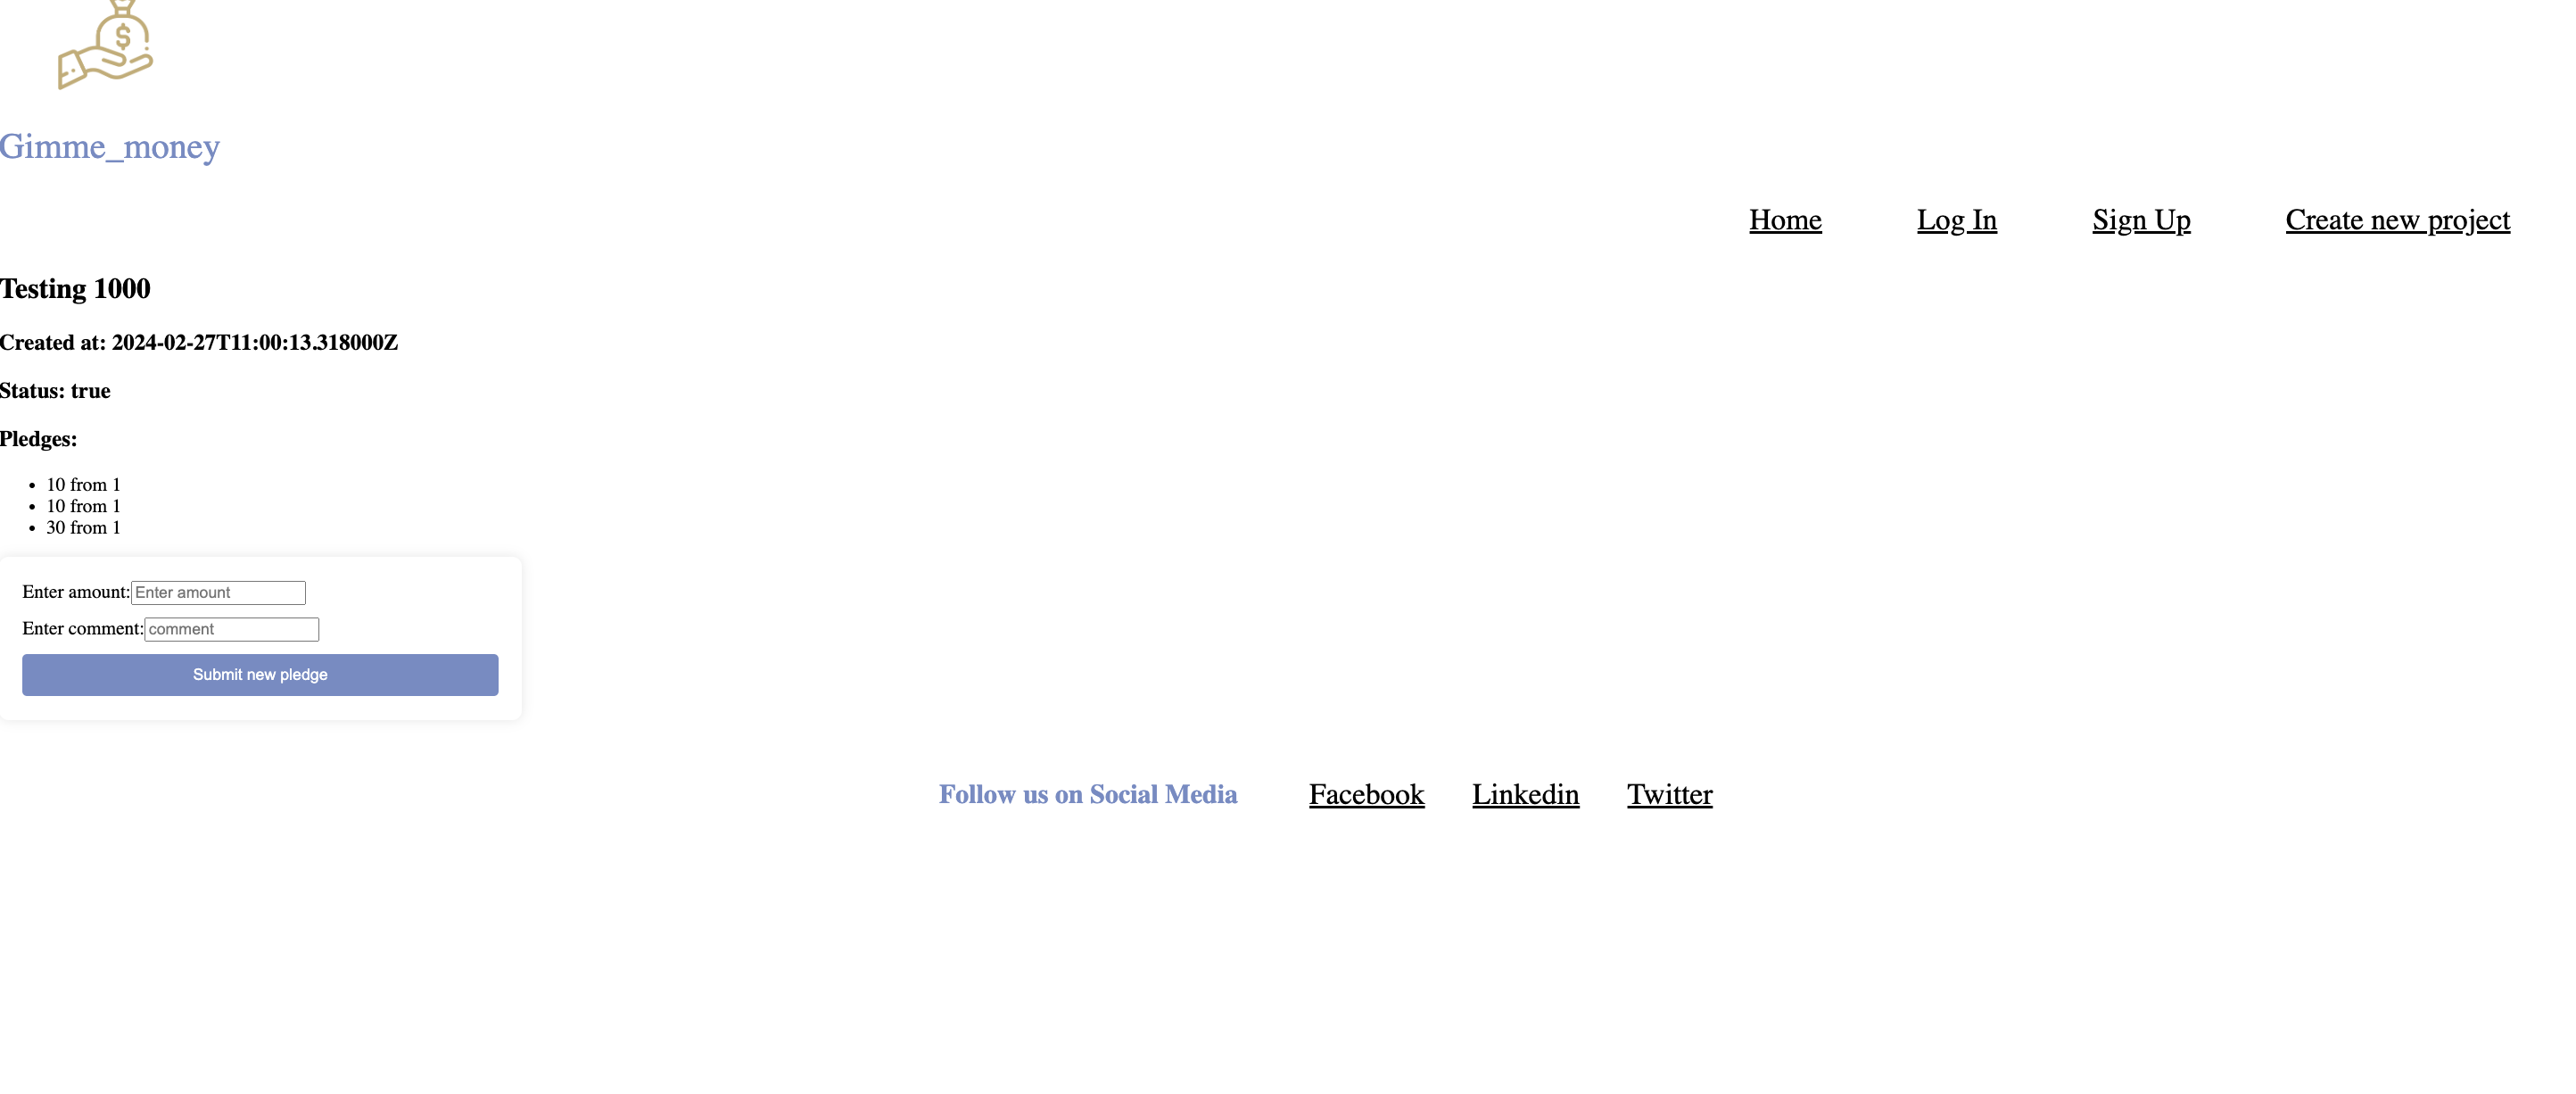 $
Gimme_money
Home Log In Sign Up Create new project
Testing 1000
Created at: 2024-02-27T11:00:13.318000Z
Status: true
Pledges:
• 10 from 1
• 10 from 1
• 30 from 1
Enter amount: Enter amount
Enter comment: comment
Submit new pledge
Follow us on Social Media Facebook Linkedin Twitter